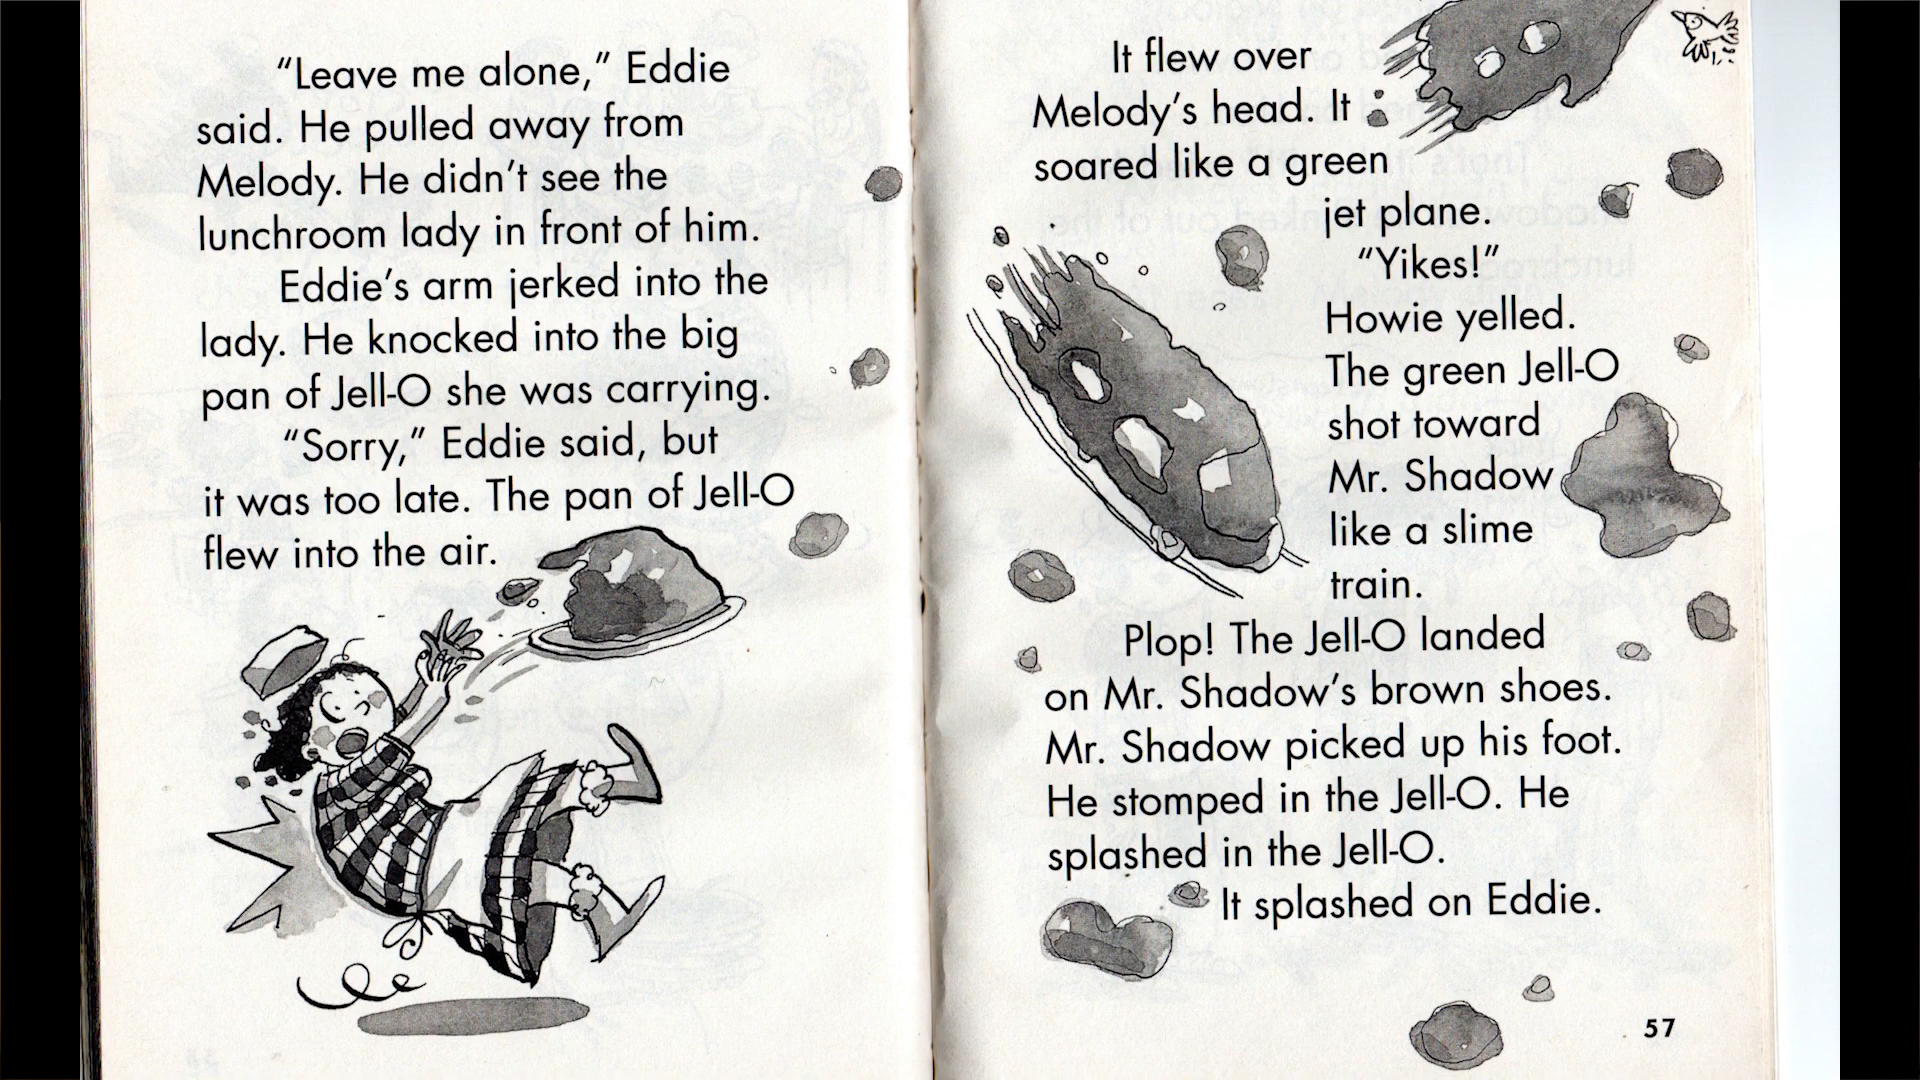 “Leave me alone,” Eddie
said. He pulled away from
Melody. He didn’t see the
lunchroom lady in front of him.
Eddie’s arm jerked into the
lady. He knocked into the big
pan of Jell-O she was carrying.
“Sorry,” Eddie said, but
it was too late. The pan of Jell-O
flew into the air.
It flew over
Melody’s head. It
soared like a green
jet plane.
“Yikes!”
Howie yelled.
The green Jell-O
shot toward
Mr. Shadow
like a slime
train.
Plop! The Jell-O landed
on Mr. Shadow’s brown shoes.
Mr. Shadow picked up his foot.
He stomped in the Jell-O. He
splashed in the Jell-O.
It splashed on Eddie.
57